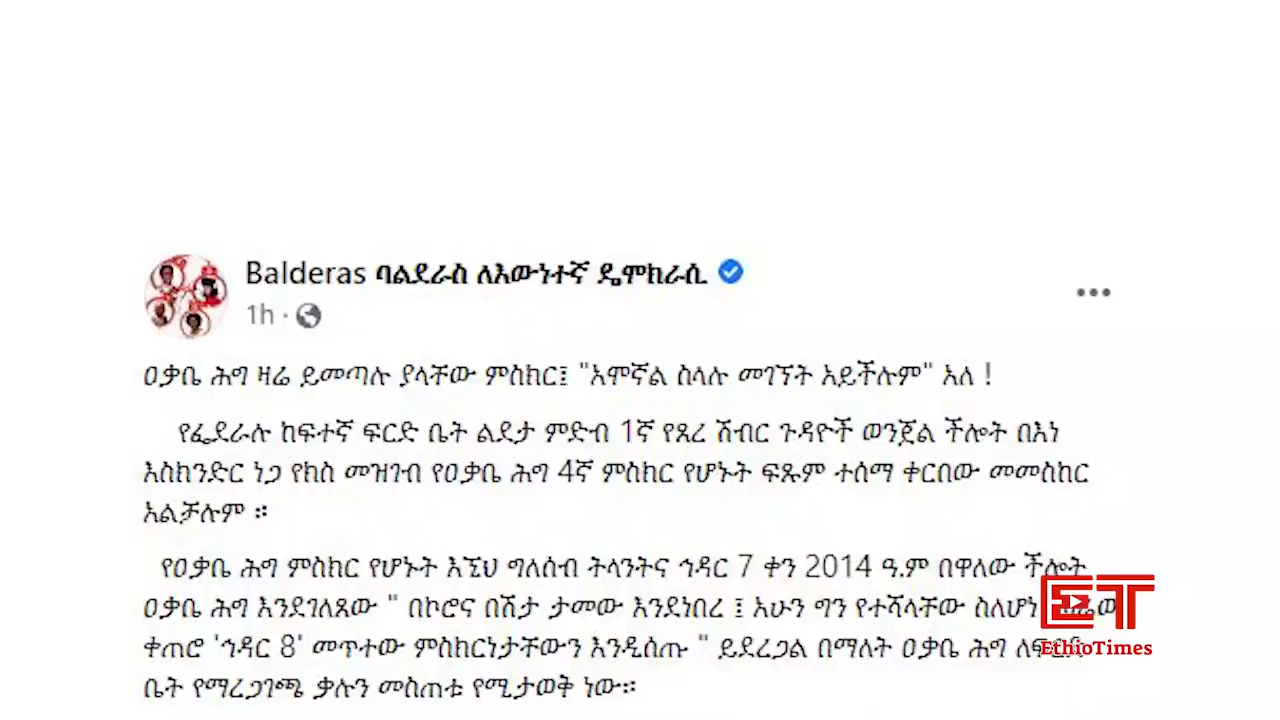 Balderas ባልደራስ ለእውነተኛ ዴሞክራሲ
1h ·
ዐቃቤ ሕግ ዛሬ ይመጣሉ ያላቸው ምስክር፤ "አሞኛል ስላሉ መገኘት አይችሉም" አለ !
የፌደራሉ ከፍተኛ ፍርድ ቤት ልደታ ምድብ 1ኛ የጸረ ሽብር ጉዳዮች ወንጀል ችሎት በእነ
እስክንድር ነጋ የክስ መዝገብ የዐቃቤ ሕግ 4ኛ ምስክር የሆኑት ፍጹም ተሰማ ቀርበው መመስከር
አልቻሉም ።
የዐቃቤ ሕግ ምስክር የሆኑት እኚህ ግለሰብ ትላንትና ኅዳር 7 ቀን 2014 ዓ.ም በዋለው ችሎት
ዐቃቤ ሕግ እንደገለጸው " በኮሮና በሽታ ታመው እንደነበረ ፤ አሁን ግን የተሻላቸው ስለሆነ
ቀጠሮ 'ኅዳር 8' መጥተው ምስክርነታቸውን እንዲሰጡ " ይደረጋል በማለት ዐቃቤ ሕግ
ቤት የማረጋገጫ ቃሉን መስጠቱ የሚታወቅ ነው።
ET
EthioTimes